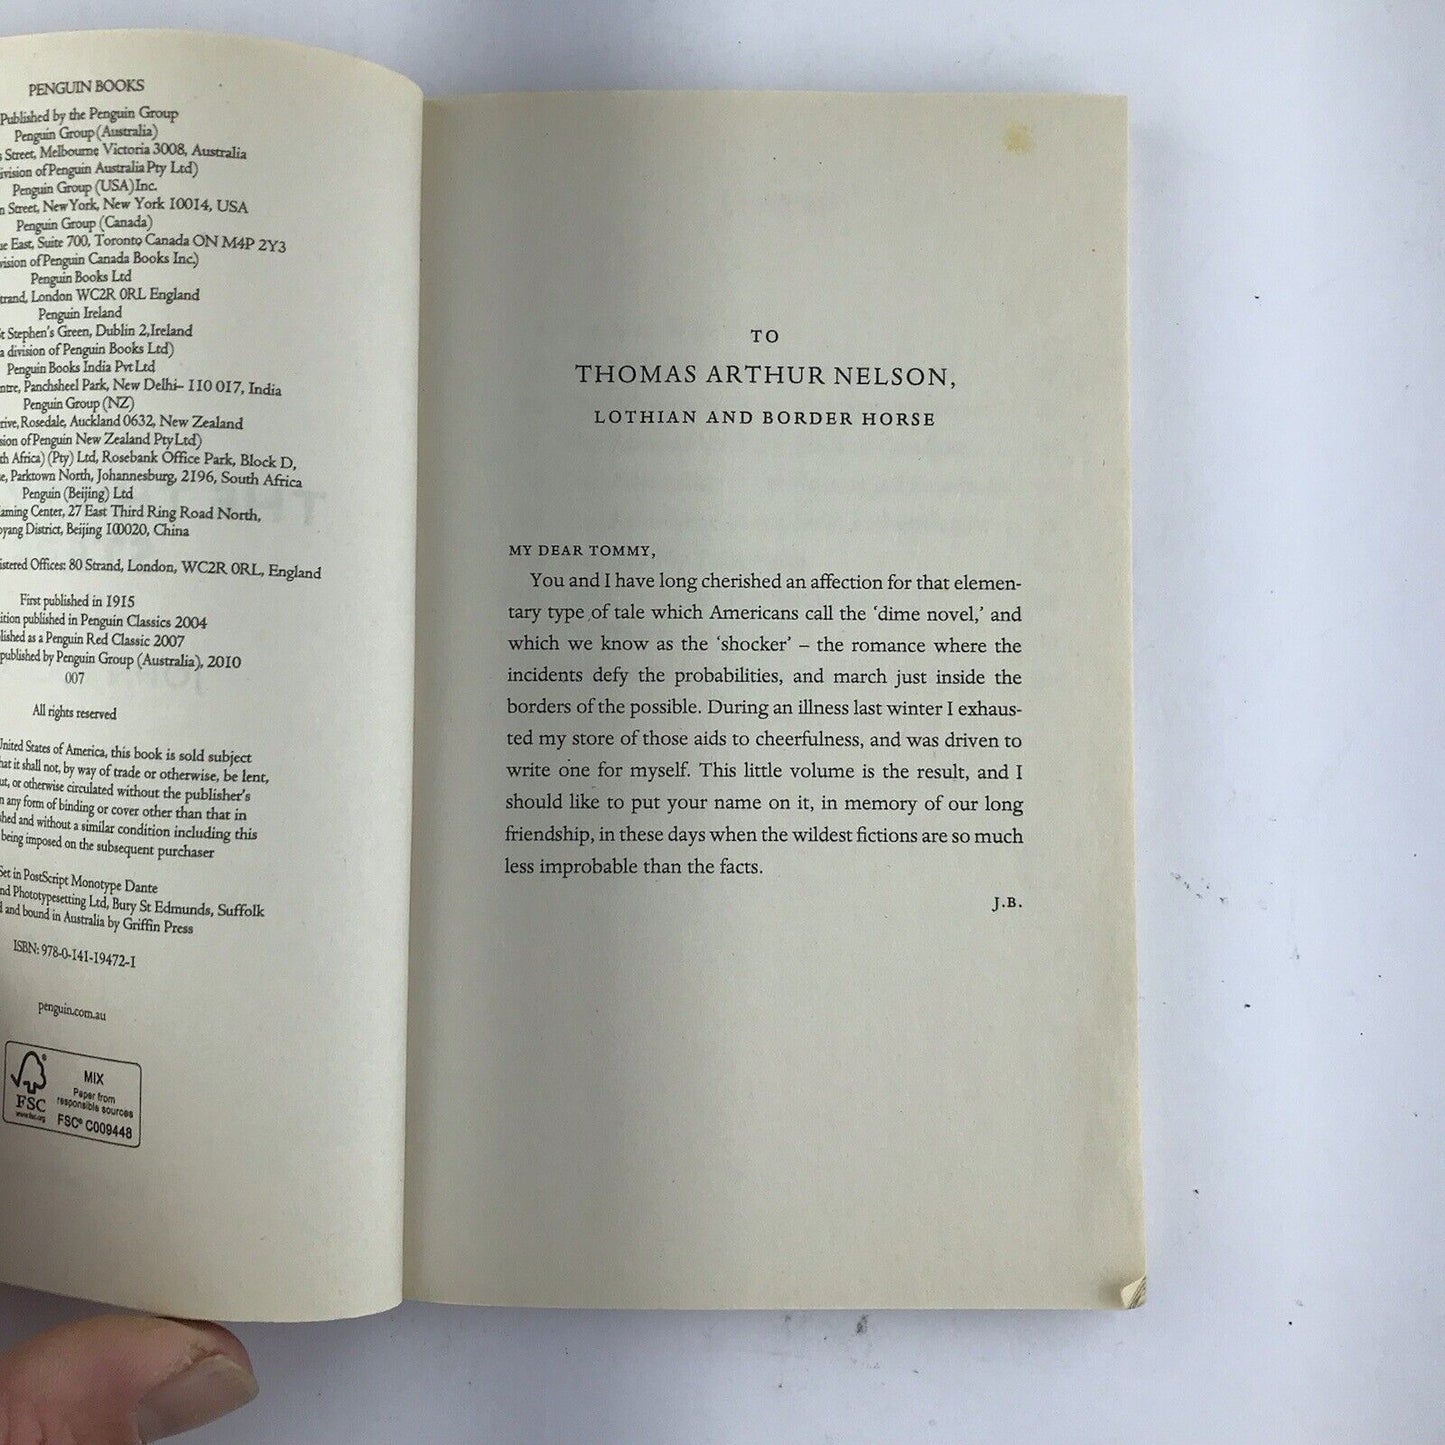 PENGUIN BOOKS
Published by the Penguin Group
Penguin Group (Australia)
Street, Melbourne Victoria 3008, Australia
of Penguin Australia Pty Ltd)
Penguin Group (USA) Inc.
Street, New York, New York 10014, USA
Penguin Group (Canada)
East, Suite 700, Toronto, Canada ON M4P 2Y3
of Penguin Canada Books Inc.)
Penguin Books Ltd
London WC2R 0RL England
Penguin Ireland
Stephen's Green, Dublin 2, Ireland
a division of Penguin Books Ltd)
Penguin Books India Pvt Ltd
Panchsheel Park, New Delhi– 110 017, India
Penguin Group (NZ)
Rosedale, Auckland 0632, New Zealand
of Penguin New Zealand Pty Ltd)
Africa) (Pty) Ltd, Rosebank Office Park, Block D,
Parktown North, Johannesburg, 2196, South Africa
Penguin (Beijing) Ltd
Center, 27 East Third Ring Road North,
District, Beijing 100020, China
Offices: 80 Strand, London, WC2R 0RL, England
First published in 1915
published in Penguin Classics 2004
as a Penguin Red Classic 2007
published by Penguin Group (Australia), 2010
007
All rights reserved
United States of America, this book is sold subject
it shall not, by way of trade or otherwise, be lent,
or otherwise circulated without the publisher's
any form of binding or cover other than that in
and without a similar condition including this
being imposed on the subsequent purchaser
Set in PostScript Monotype Dante
Phototypesetting Ltd, Bury St Edmunds, Suffolk
and bound in Australia by Griffin Press
ISBN: 978-0-141-19472-1
penguin.com.au
FSC
www.fsc.org
MIX
Paper from
responsible sources
FSC® C009448
TO
THOMAS ARTHUR NELSON,
LOTHIAN AND BORDER HORSE
MY DEAR TOMMY,
You and I have long cherished an affection for that elemen-
tary type of tale which Americans call the ‘dime novel,’ and
which we know as the ‘shocker’ – the romance where the
incidents defy the probabilities, and march just inside the
borders of the possible. During an illness last winter I exhaus-
ted my store of those aids to cheerfulness, and was driven to
write one for myself. This little volume is the result, and I
should like to put your name on it, in memory of our long
friendship, in these days when the wildest fictions are so much
less improbable than the facts.
J.B.